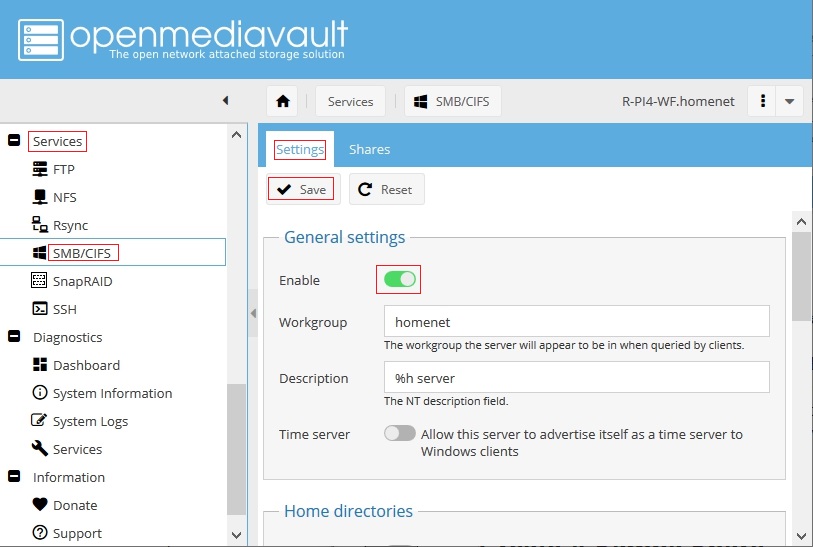 openmediavault
The open network attached storage solution
Services
SMB/CIFS
R-PI4-WF.homenet
Services
FTP
NFS
Rsync
SMB/CIFS
SnapRAID
SSH
Diagnostics
Dashboard
System Information
System Logs
Services
Information
Donate
Support
Settings
Shares
Save
Reset
General settings
Enable
Workgroup
homenet
The workgroup the server will appear to be in when queried by clients.
Description
%h server
The NT description field.
Time server
Allow this server to advertise itself as a time server to
Windows clients
Home directories